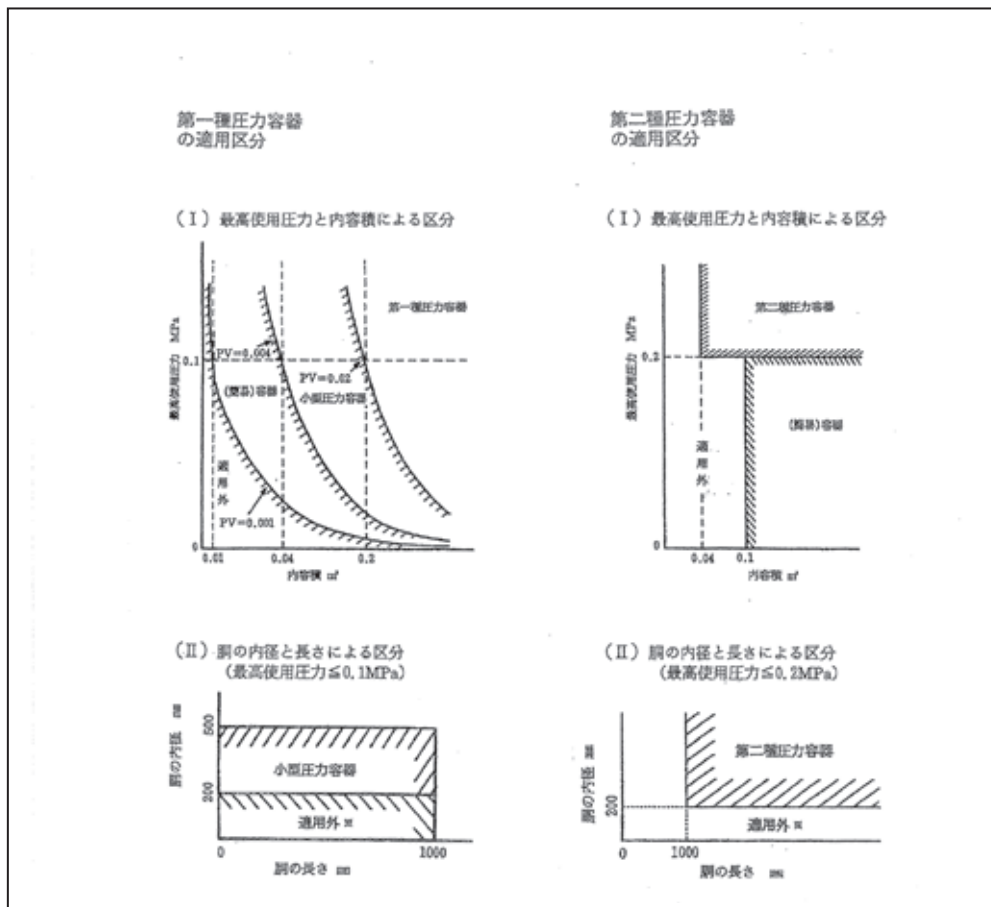 第一種圧力容器
の適用区分
(Ⅰ) 最高使用圧力と内容積による区分
最高使用圧力 MPa
0.1
0
PV=0.004
PV=0.02
PV=0.001
第一種圧力容器
(簡易)容器
小型圧力容器
適用外
0.01
0.04
0.2
内容積 ㎥
(Ⅱ) 胴の内径と長さによる区分
(最高使用圧力≦0.1MPa)
胴の内径 ㎜
500
200
小型圧力容器
適用外
0
1000
胴の長さ ㎜
第二種圧力容器
の適用区分
(Ⅰ) 最高使用圧力と内容積による区分
最高使用圧力 MPa
0.2
0
第二種圧力容器
(簡易)容器
適用外
0.04
0.1
内容積 ㎥
(Ⅱ) 胴の内径と長さによる区分
(最高使用圧力≦0.2MPa)
胴の内径
200
第二種圧力容器
適用外
0
1000
胴の長さ ㎜